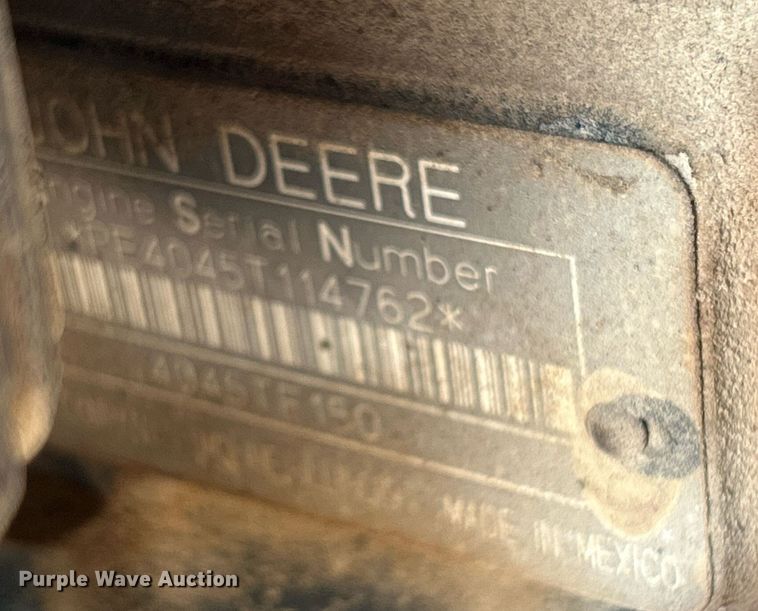 JOHN DEERE
Engine Serial Number
*PE4045T114762*
4045TF150
MADE IN MEXICO
Purple Wave Auction